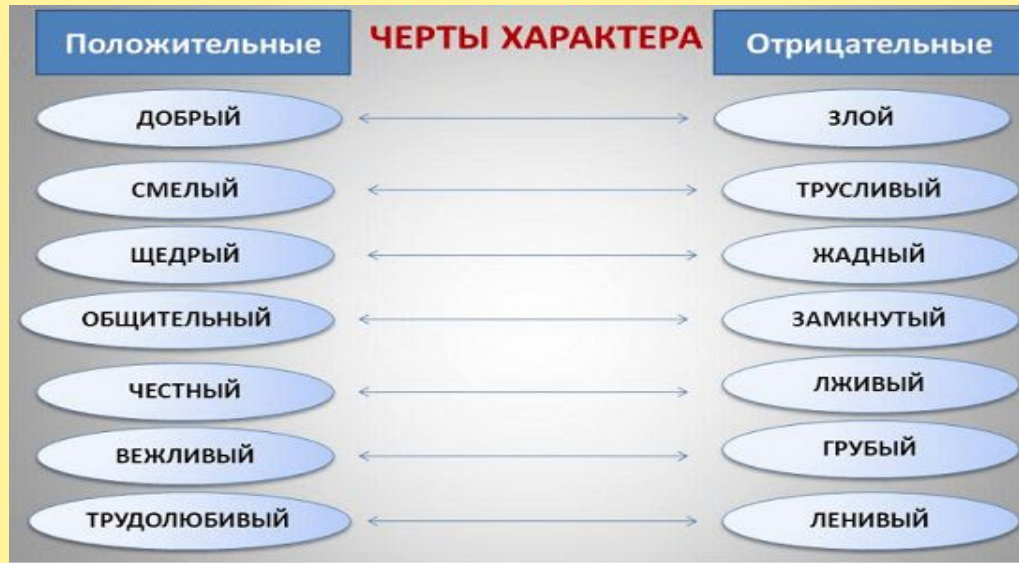 Положительные
ЧЕРТЫ ХАРАКТЕРА
Отрицательные
ДОБРЫЙ
ЗЛОЙ
СМЕЛЫЙ
ТРУСЛИВЫЙ
ЩЕДРЫЙ
ЖАДНЫЙ
ОБЩИТЕЛЬНЫЙ
ЗАМКНУТЫЙ
ЧЕСТНЫЙ
ЛЖИВЫЙ
ВЕЖЛИВЫЙ
ГРУБЫЙ
ТРУДОЛЮБИВЫЙ
ЛЕНИВЫЙ